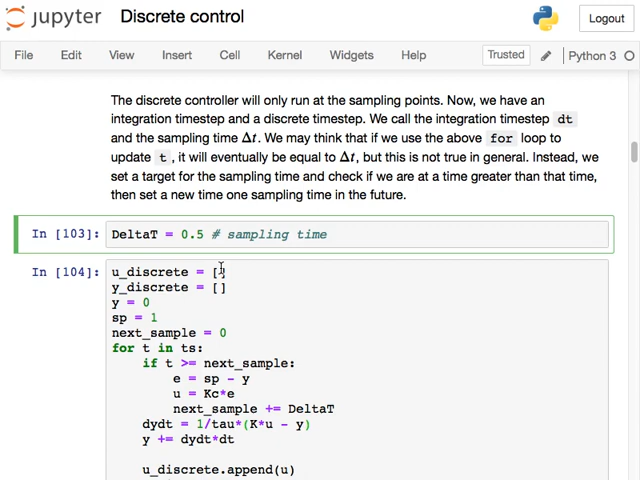 jupyter Discrete control Logout
File Edit View Insert Cell Kernel Widgets Help Trusted Python 3
The discrete controller will only run at the sampling points. Now, we have an
integration timestep and a discrete timestep. We call the integration timestep dt
and the sampling time Δt. We may think that if we use the above for loop to
update t, it will eventually be equal to Δt, but this is not true in general. Instead, we
set a target for the sampling time and check if we are at a time greater than that time,
then set a new time one sampling time in the future.
In [103]: DeltaT = 0.5 # sampling time
In [104]: u_discrete = []
y_discrete = []
y = 0
sp = 1
next_sample = 0
for t in ts:
if t >= next_sample:
e = sp - y
u = Kc*e
next_sample += DeltaT
dydt = 1/tau*(K*u - y)
y += dydt*dt
u_discrete.append(u)